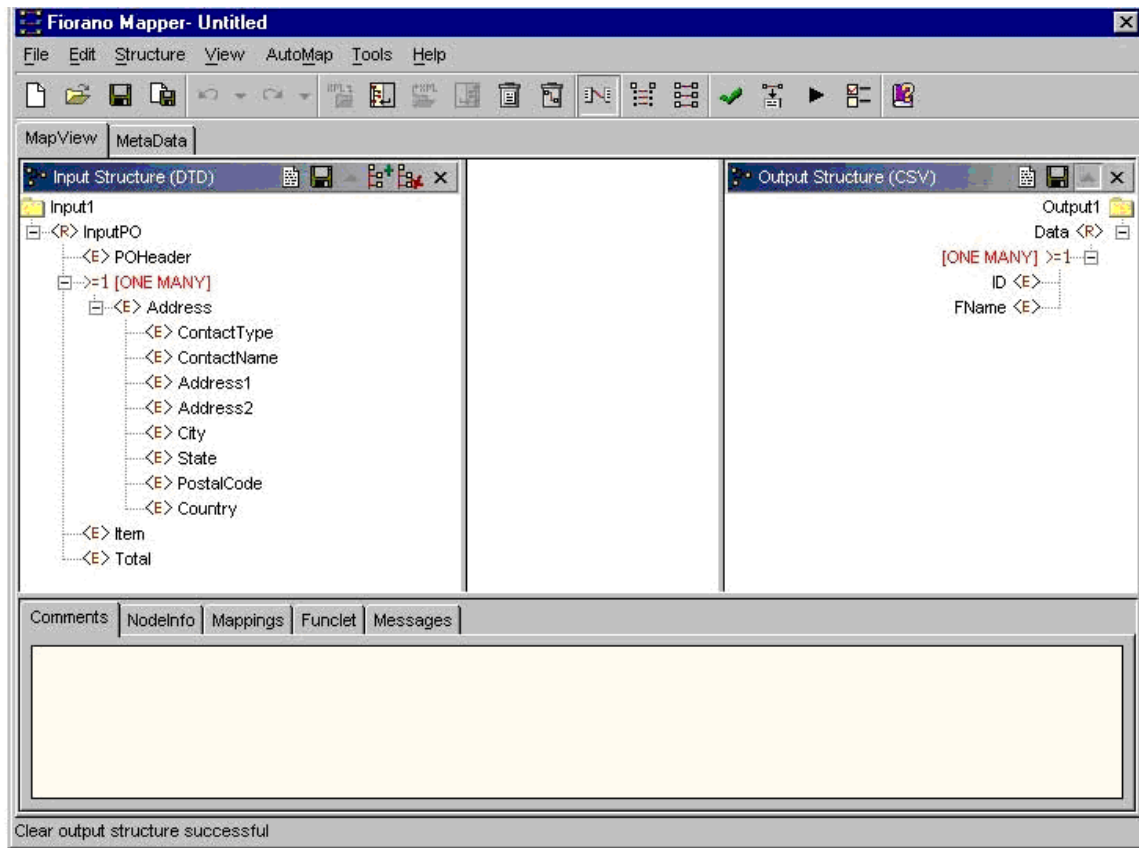 Fiorano Mapper- Untitled
File Edit Structure View AutoMap Tools Help
MapView MetaData
Input Structure (DTD)
Input1
<R> InputPO
<E> POHeader
>=1 [ONE MANY]
<E> Address
<E> ContactType
<E> ContactName
<E> Address1
<E> Address2
<E> City
<E> State
<E> PostalCode
<E> Country
<E> Item
<E> Total
Output Structure (CSV)
Output1
Data <R>
[ONE MANY] >=1
ID <E>
FName <E>
Comments NodeInfo Mappings Funclet Messages
Clear output structure successful